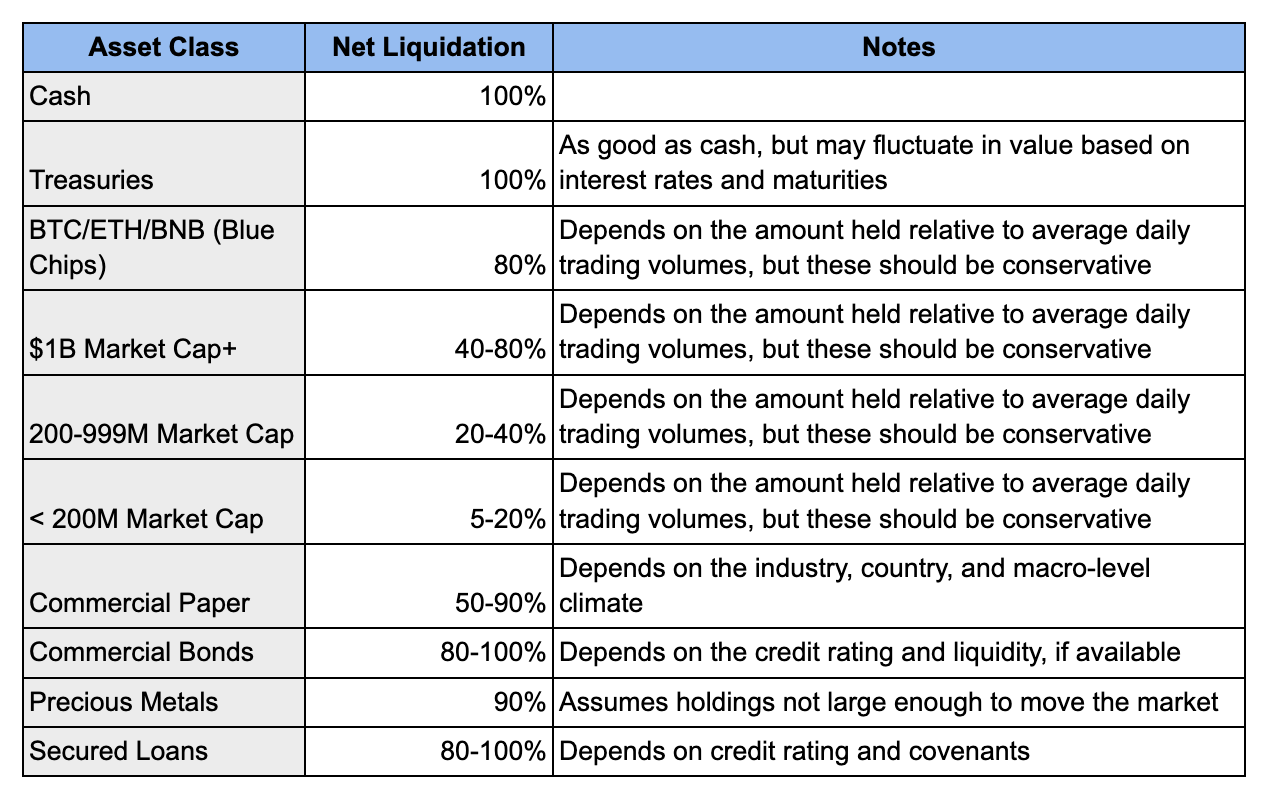 Asset Class Net Liquidation Notes
Cash 100%
As good as cash, but may fluctuate in value based on
Treasuries 100% interest rates and maturities
BTC/ETH/BNB (Blue Depends on the amount held relative to average daily
Chips) 80% trading volumes, but these should be conservative
Depends on the amount held relative to average daily
$1B Market Cap+ 40-80% trading volumes, but these should be conservative
Depends on the amount held relative to average daily
200-999M Market Cap 20-40% trading volumes, but these should be conservative
Depends on the amount held relative to average daily
< 200M Market Cap 5-20% trading volumes, but these should be conservative
Depends on the industry, country, and macro-level
Commercial Paper 50-90% climate
Commercial Bonds 80-100% Depends on the credit rating and liquidity, if available
Precious Metals 90% Assumes holdings not large enough to move the market
Secured Loans 80-100% Depends on credit rating and covenants